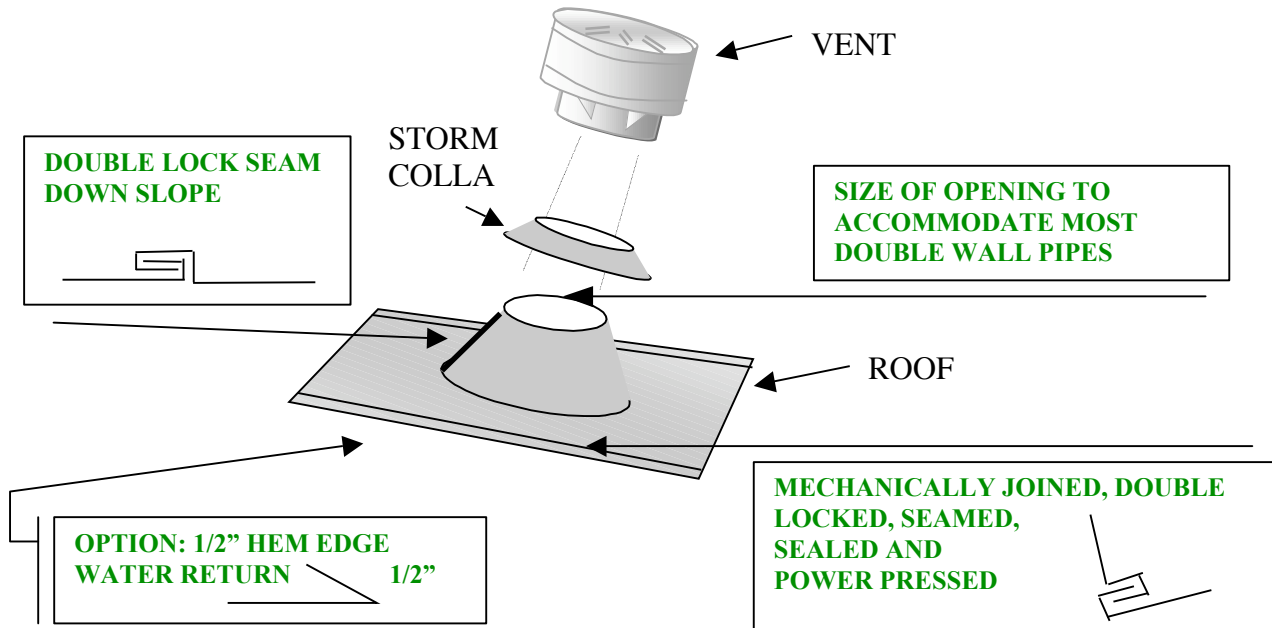 VENT
STORM
COLLA
DOUBLE LOCK SEAM
DOWN SLOPE
SIZE OF OPENING TO
ACCOMMODATE MOST
DOUBLE WALL PIPES
ROOF
OPTION: 1/2” HEM EDGE
WATER RETURN 1/2”
MECHANICALLY JOINED, DOUBLE
LOCKED, SEAMED,
SEALED AND
POWER PRESSED